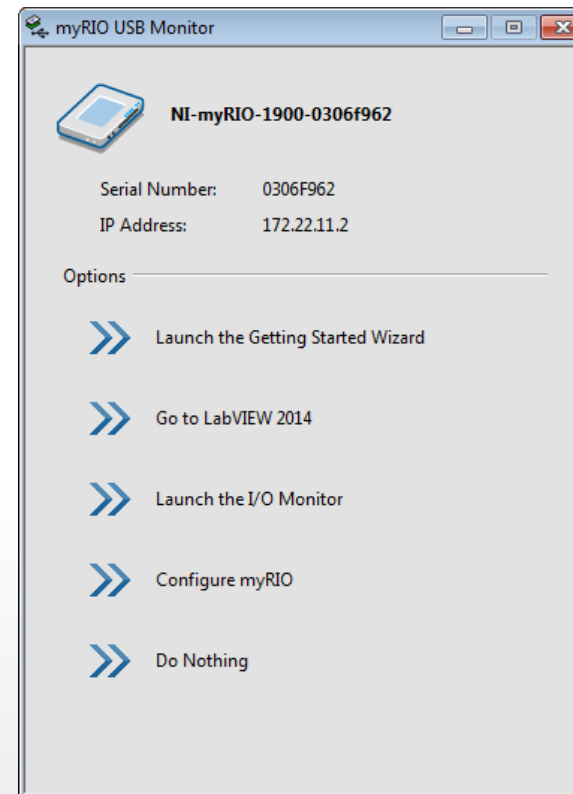 myRIO USB Monitor
NI-myRIO-1900-0306f962
Serial Number: 0306F962
IP Address: 172.22.11.2
Options
Launch the Getting Started Wizard
Go to LabVIEW 2014
Launch the I/O Monitor
Configure myRIO
Do Nothing